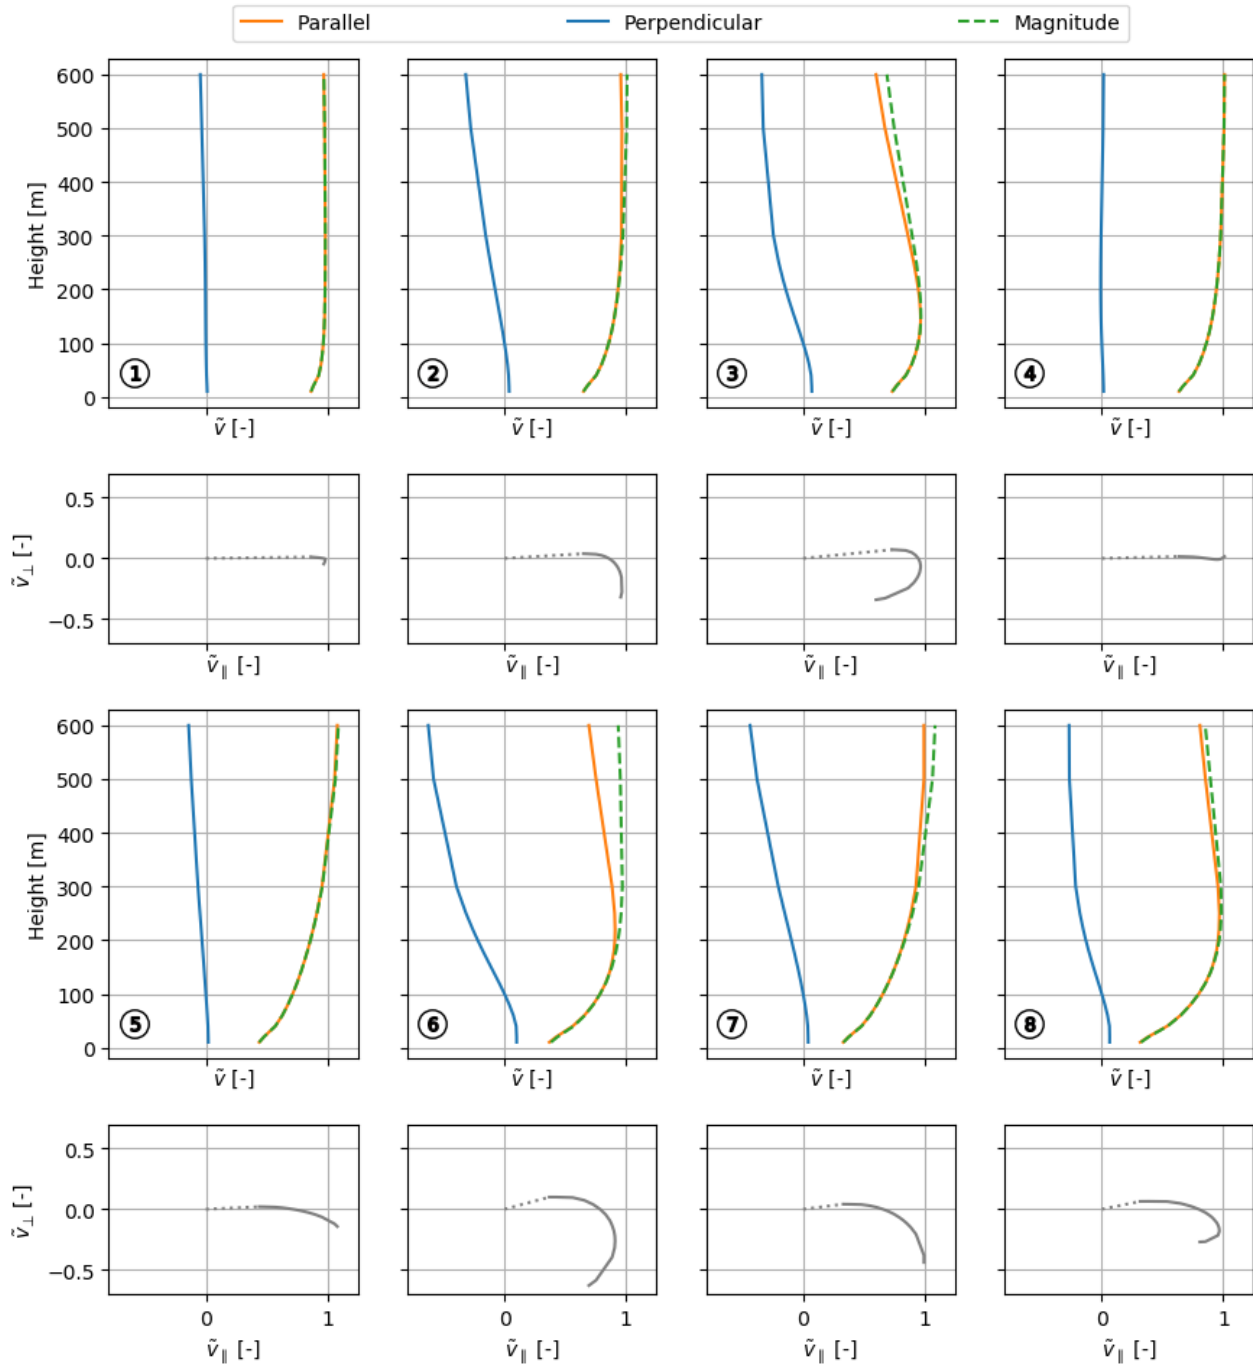 Parallel Perpendicular Magnitude
600
500
400
300
200
100
0
Height [m]
① ② ③ ④
ṽ [-] ṽ [-] ṽ [-] ṽ [-]
0.5
0.0
−0.5
ṽ⊥ [-]
ṽ∥ [-] ṽ∥ [-] ṽ∥ [-] ṽ∥ [-]
600
500
400
300
200
100
0
Height [m]
⑤ ⑥ ⑦ ⑧
ṽ [-] ṽ [-] ṽ [-] ṽ [-]
0.5
0.0
−0.5
ṽ⊥ [-]
0 1 0 1 0 1 0 1
ṽ∥ [-] ṽ∥ [-] ṽ∥ [-] ṽ∥ [-]